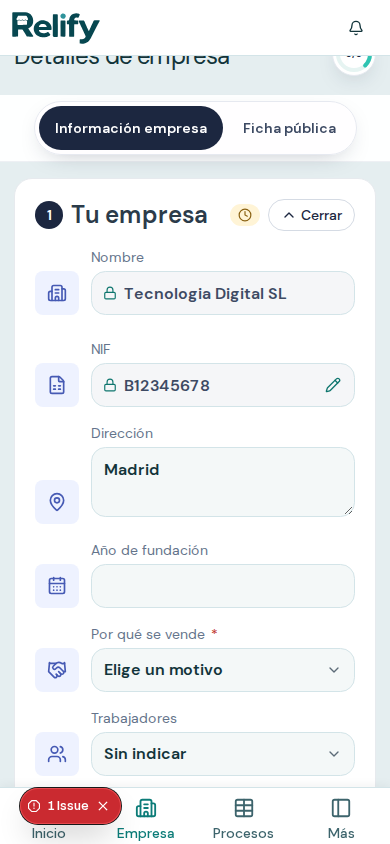 Relify
Detalles de empresa
Información empresa
Ficha pública
1
Tu empresa
Cerrar
Nombre
Tecnologia Digital SL
NIF
B12345678
Dirección
Madrid
Año de fundación
Por qué se vende *
Elige un motivo
Trabajadores
Sin indicar
1 Issue
Inicio
Empresa
Procesos
Más